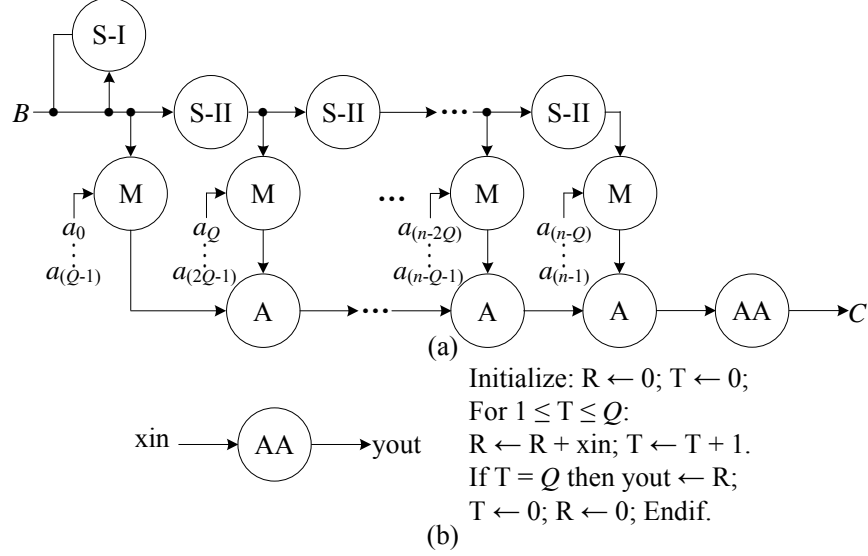 S-I
B S-II S-II ... S-II
M M ... M M
a0 aQ a(n-2Q) a(n-Q)
a(Q-1) a(2Q-1) a(n-Q-1) a(n-1)
A ... A A AA C
(a)
Initialize: R ← 0; T ← 0;
For 1 ≤ T ≤ Q:
xin AA yout
R ← R + xin; T ← T + 1.
If T = Q then yout ← R;
T ← 0; R ← 0; Endif.
(b)